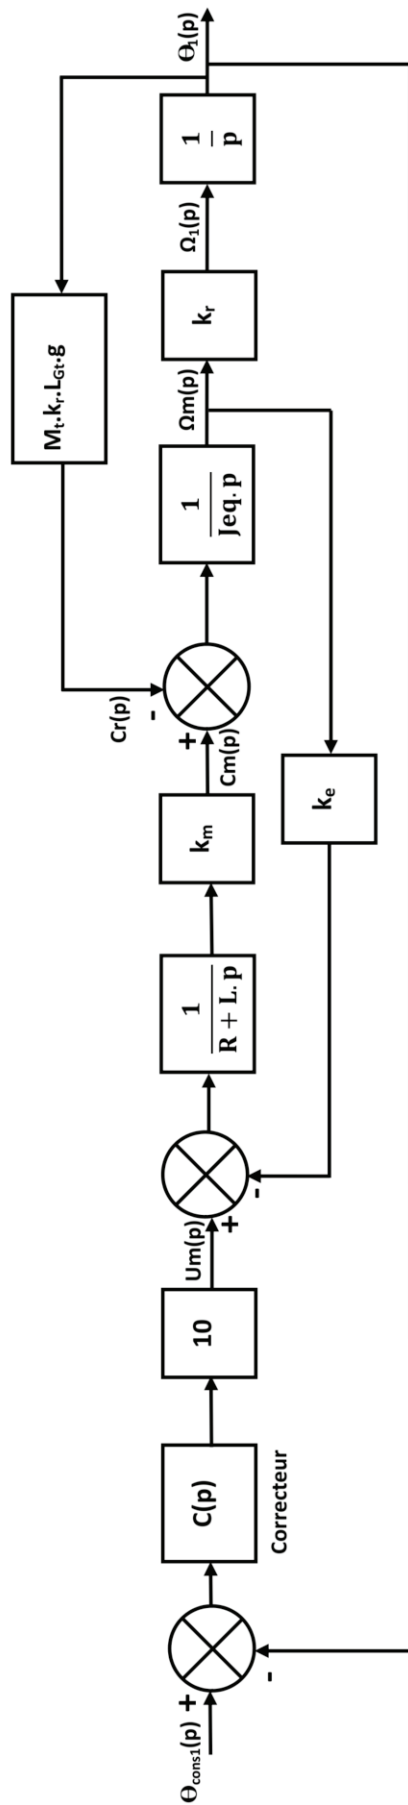 Θcons1(p)
+
-
C(p)
Correcteur
10
Um(p)
+
-
1
R + L. p
km
Cm(p)
+
-
Cr(p)
1
Jeq. p
Ωm(p)
kr
Ω1(p)
1
p
Θ1(p)
Mt.kr.LGt.g
ke